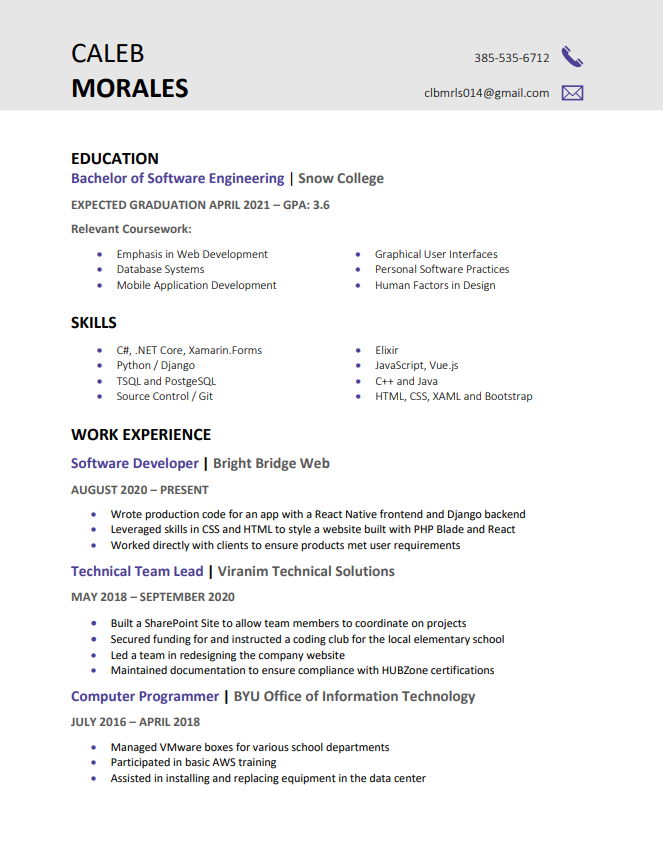 CALEB
MORALES
385-535-6712
clbmrls014@gmail.com
EDUCATION
Bachelor of Software Engineering | Snow College
EXPECTED GRADUATION APRIL 2021 – GPA: 3.6
Relevant Coursework:
• Emphasis in Web Development
• Database Systems
• Mobile Application Development
• Graphical User Interfaces
• Personal Software Practices
• Human Factors in Design
SKILLS
• C#, .NET Core, Xamarin.Forms
• Python / Django
• TSQL and PostgeSQL
• Source Control / Git
• Elixir
• JavaScript, Vue.js
• C++ and Java
• HTML, CSS, XAML and Bootstrap
WORK EXPERIENCE
Software Developer | Bright Bridge Web
AUGUST 2020 – PRESENT
• Wrote production code for an app with a React Native frontend and Django backend
• Leveraged skills in CSS and HTML to style a website built with PHP Blade and React
• Worked directly with clients to ensure products met user requirements
Technical Team Lead | Viranim Technical Solutions
MAY 2018 – SEPTEMBER 2020
• Built a SharePoint Site to allow team members to coordinate on projects
• Secured funding for and instructed a coding club for the local elementary school
• Led a team in redesigning the company website
• Maintained documentation to ensure compliance with HUBZone certifications
Computer Programmer | BYU Office of Information Technology
JULY 2016 – APRIL 2018
• Managed VMware boxes for various school departments
• Participated in basic AWS training
• Assisted in installing and replacing equipment in the data center